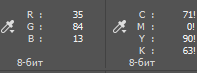 R : 35 C : 71!
G : 84 M : 0!
B : 13 Y : 90!
K : 63!
8-бит 8-бит